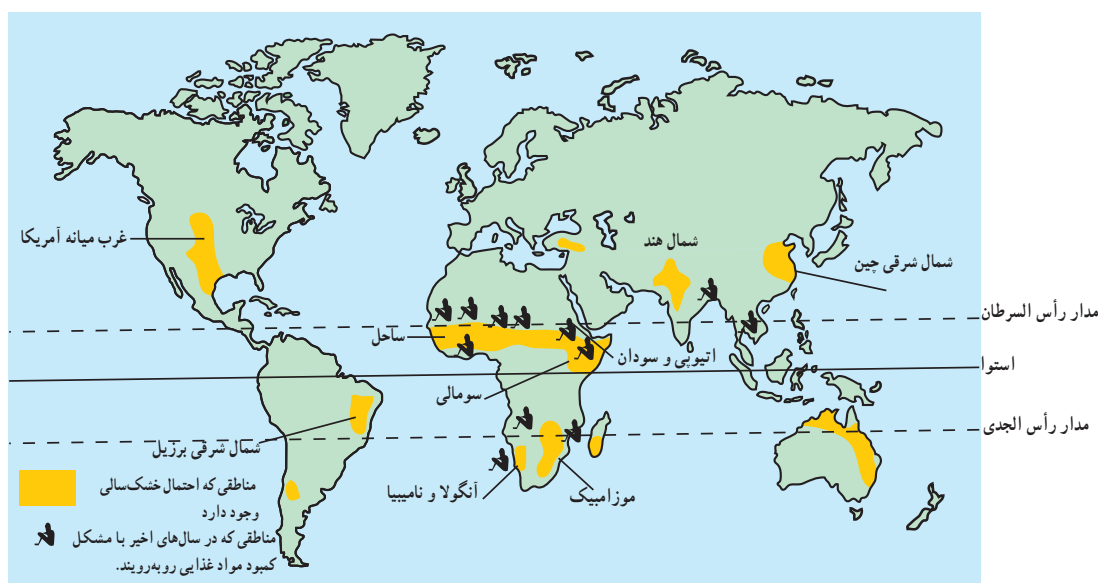 غرب میانه آمریکا
شمال هند
شمال شرقی چین
مدار رأس السرطان
ساحل
اتیوپی و سودان
استوا
سومالی
مدار رأس الجدی
شمال شرقی برزیل
آنگولا و نامیبیا
موزامبیک
مناطقی که احتمال خشک‌سالی
وجود دارد
مناطقی که در سال‌های اخیر با مشکل
کمبود مواد غذایی روبه‌رویند.